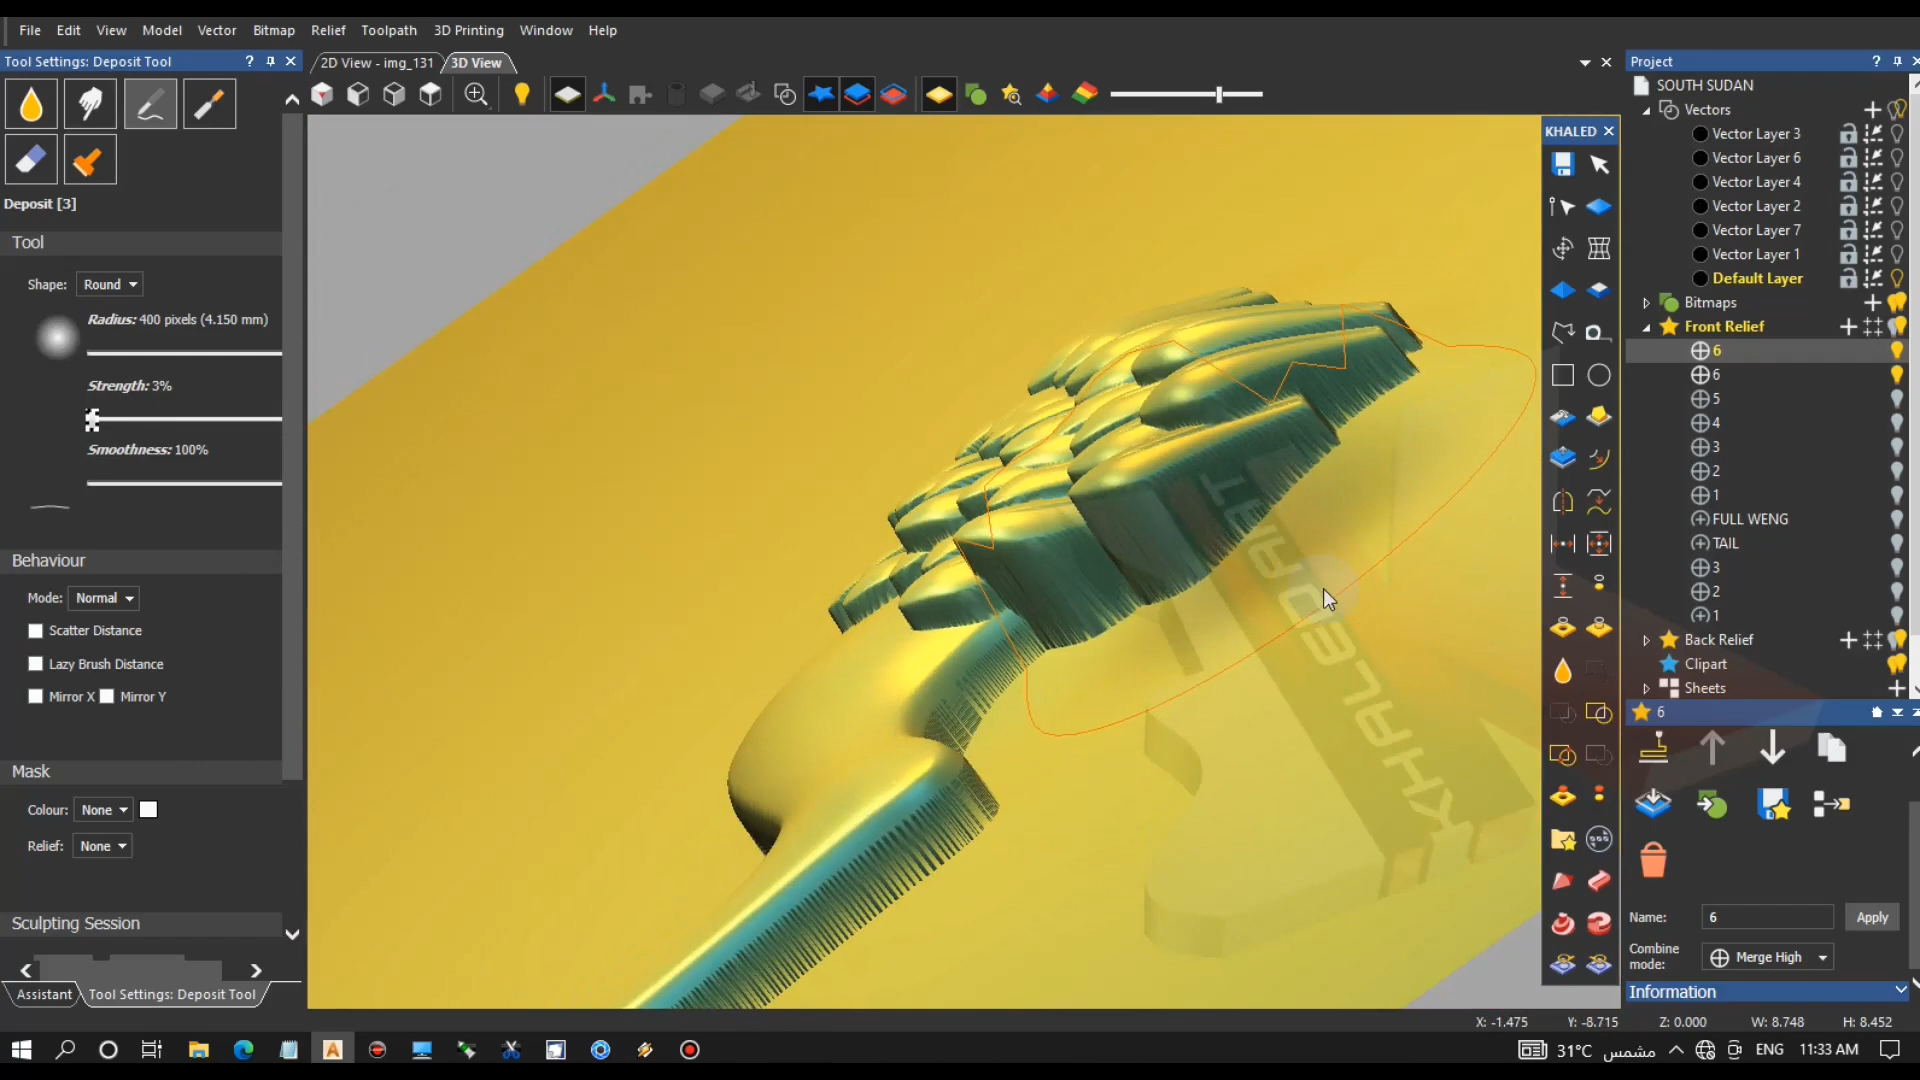 File Edit View Model Vector Bitmap Relief Toolpath 3D Printing Window Help
Tool Settings: Deposit Tool
2D View - img_131 3D View
Project
SOUTH SUDAN
Vectors
Vector Layer 3
Vector Layer 6
Vector Layer 4
Vector Layer 2
Vector Layer 7
Vector Layer 1
Default Layer
Bitmaps
Front Relief
6
6
5
4
3
2
1
FULL WENG
TAIL
3
2
1
Back Relief
Clipart
Sheets
6
Name: 6 Apply
Combine mode: Merge High
Information
KHALED
Deposit [3]
Tool
Shape: Round
Radius: 400 pixels (4.150 mm)
Strength: 3%
Smoothness: 100%
Behaviour
Mode: Normal
Scatter Distance
Lazy Brush Distance
Mirror X Mirror Y
Mask
Colour: None
Relief: None
Sculpting Session
Assistant Tool Settings: Deposit Tool
KHALEDART
X: -1.475 Y: -8.715 Z: 0.000 W: 8.748 H: 8.452
31°C مشمس ENG 11:33 AM